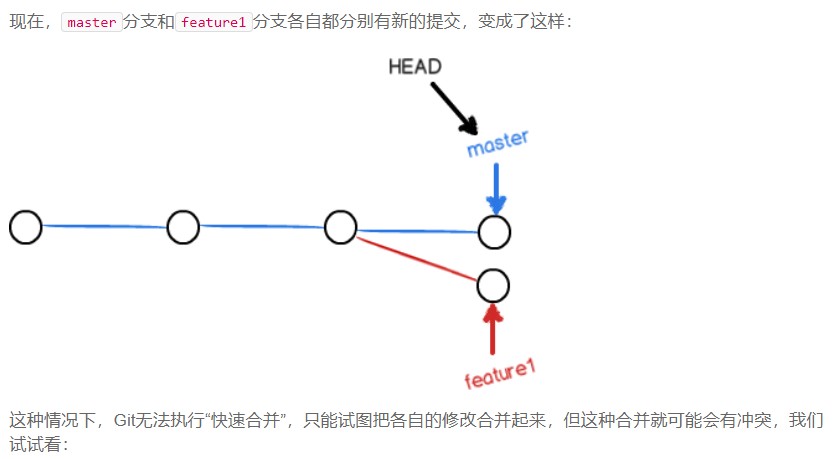 现在，master分支和feature1分支各自都分别有新的提交，变成了这样：
HEAD
master
feature1
这种情况下，Git无法执行“快速合并”，只能试图把各自的修改合并起来，但这种合并就可能会有冲突，我们
试试看：